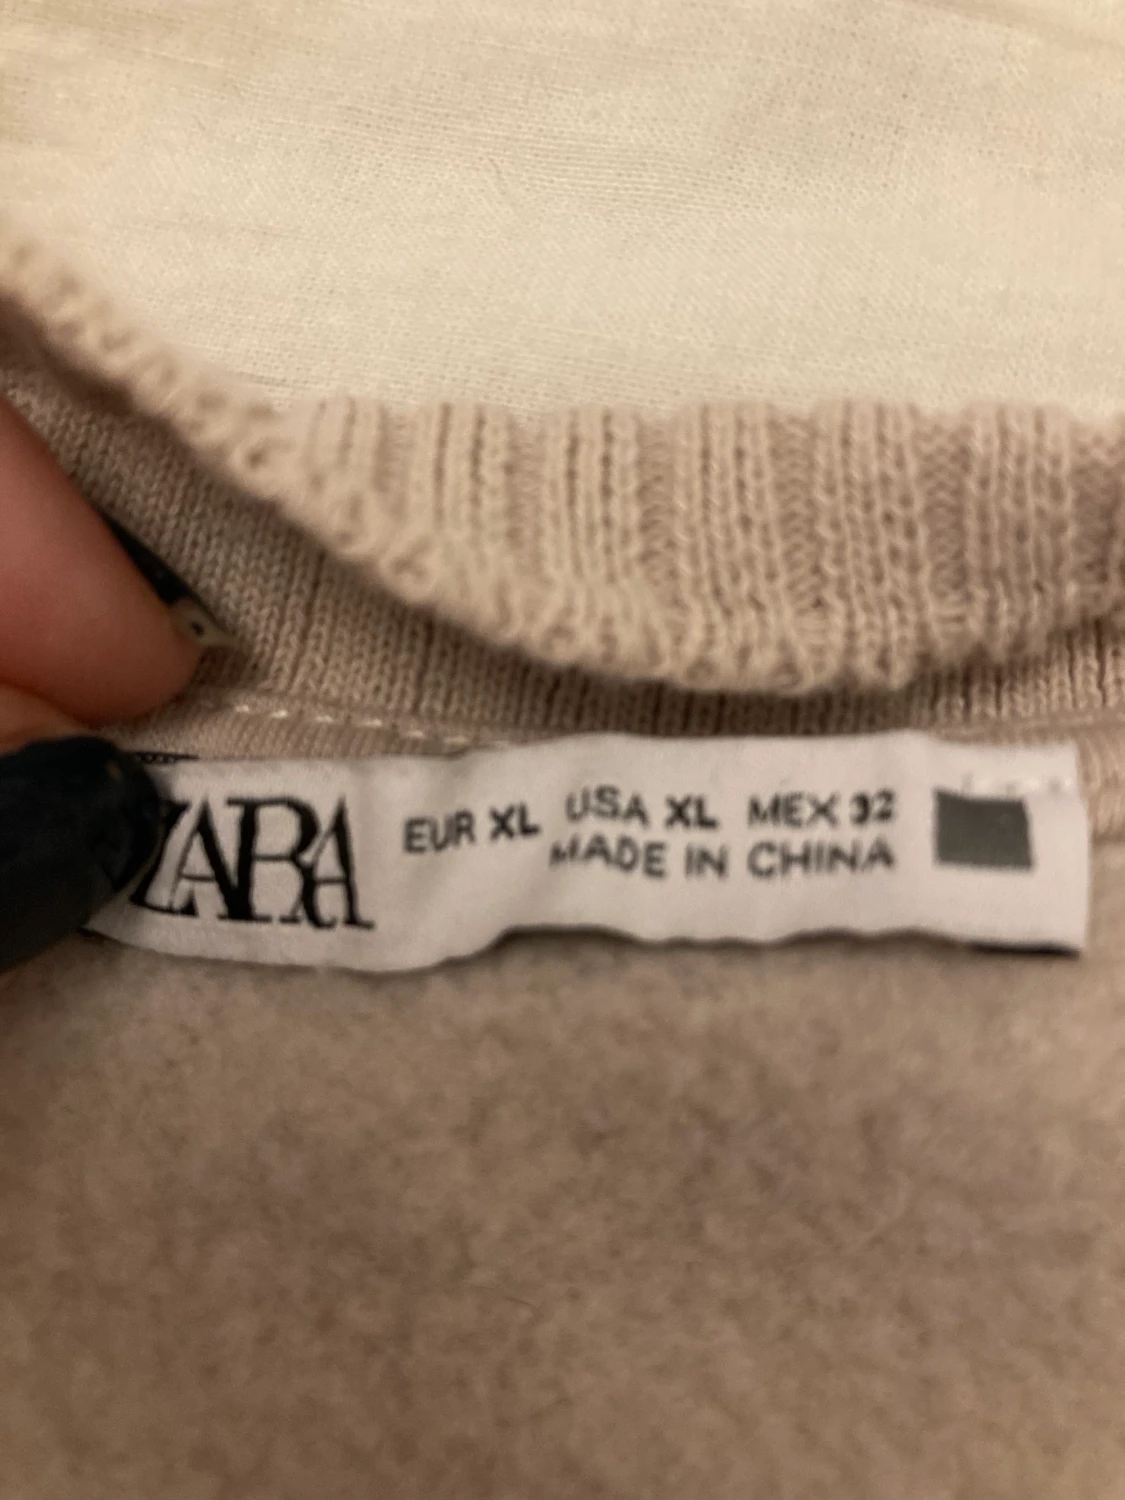 ZARA
EUR XL USA XL MEX 32
MADE IN CHINA